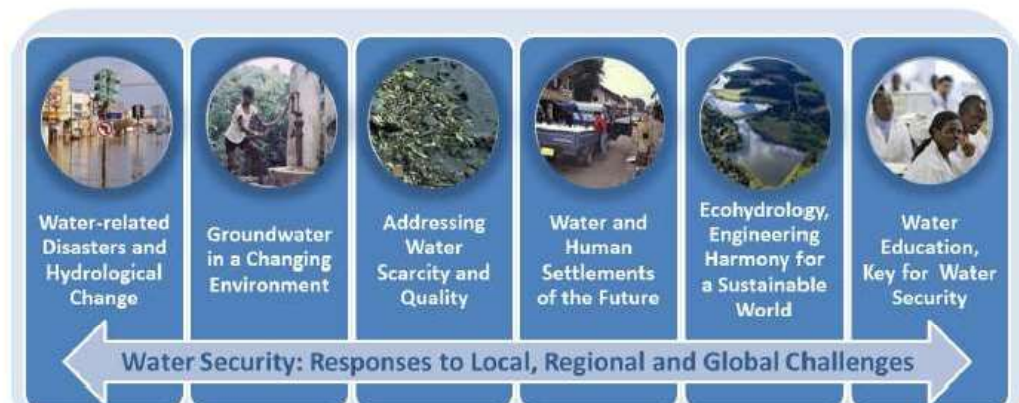 Water-related
Disasters and
Hydrological
Change
Groundwater
in a Changing
Environment
Addressing
Water
Scarcity and
Quality
Water and
Human
Settlements
of the Future
Ecohydrology,
Engineering
Harmony for
a Sustainable
World
Water
Education,
Key for Water
Security
Water Security: Responses to Local, Regional and Global Challenges